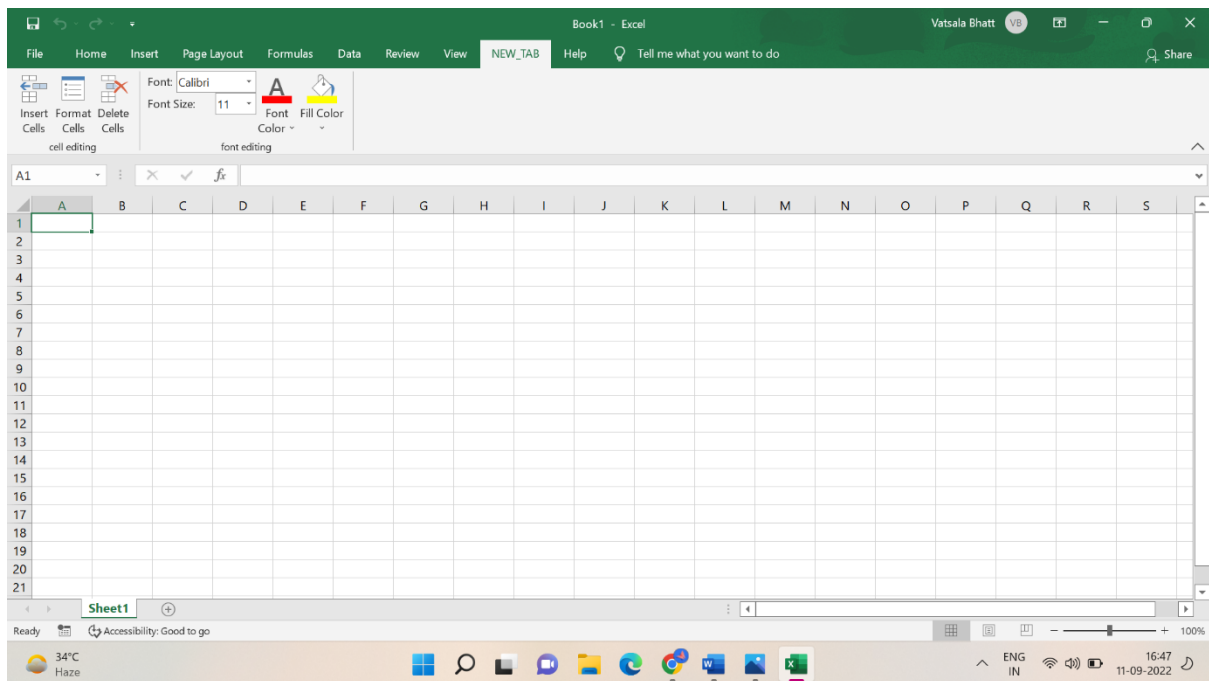 Book1 - Excel
Vatsala Bhatt VB
File Home Insert Page Layout Formulas Data Review View NEW_TAB Help Tell me what you want to do Share
Insert Cells
Format Cells
Delete Cells
cell editing
Font: Calibri
Font Size: 11
A
Font Color
Fill Color
font editing
A1
fx
A B C D E F G H I J K L M N O P Q R S
1
2
3
4
5
6
7
8
9
10
11
12
13
14
15
16
17
18
19
20
21
Sheet1
Ready Accessibility: Good to go 100%
34°C
Haze
ENG
IN
16:47
11-09-2022